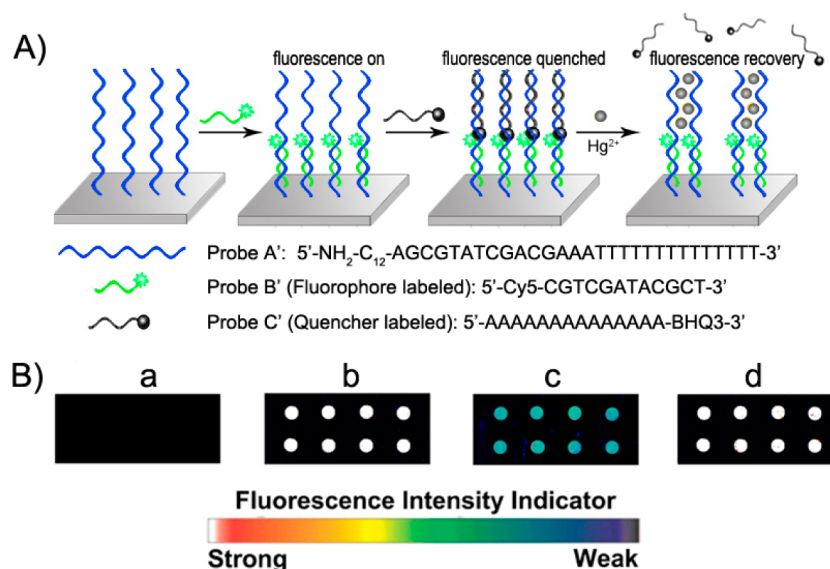 A)
fluorescence on
fluorescence quenched
fluorescence recovery
Hg2+
Probe A': 5'-NH2-C12-AGCGTATCGACGAAATTTTTTTTTTTTTTT-3'
Probe B' (Fluorophore labeled): 5'-Cy5-CGTCGATACGCT-3'
Probe C' (Quencher labeled): 5'-AAAAAAAAAAAAAA-BHQ3-3'
B)
a
b
c
d
Fluorescence Intensity Indicator
Strong
Weak